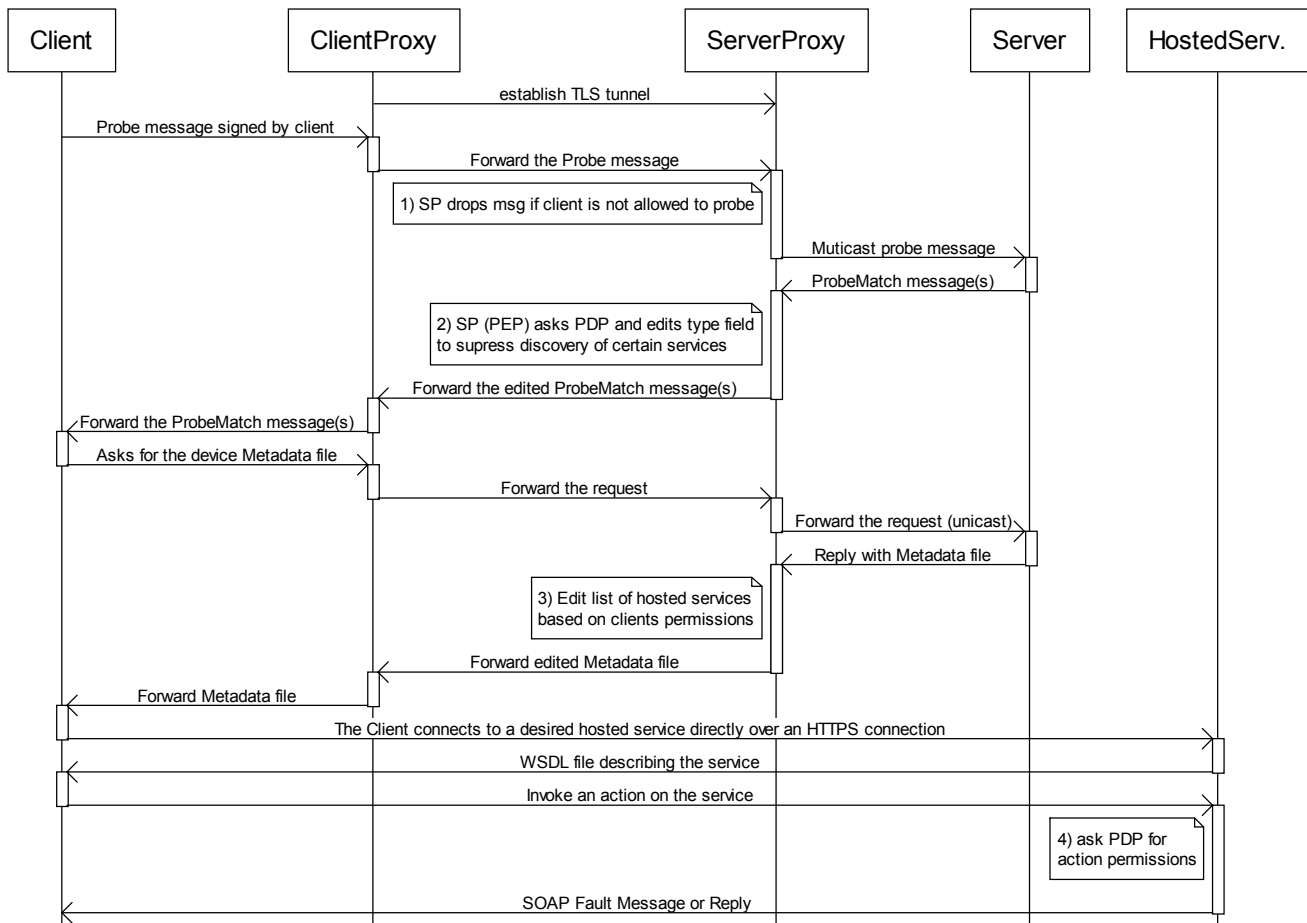 Client
ClientProxy
ServerProxy
Server
HostedServ.
establish TLS tunnel
Probe message signed by client
Forward the Probe message
1) SP drops msg if client is not allowed to probe
Muticast probe message
ProbeMatch message(s)
2) SP (PEP) asks PDP and edits type field
to supress discovery of certain services
Forward the edited ProbeMatch message(s)
Forward the ProbeMatch message(s)
Asks for the device Metadata file
Forward the request
Forward the request (unicast)
Reply with Metadata file
3) Edit list of hosted services
based on clients permissions
Forward edited Metadata file
Forward Metadata file
The Client connects to a desired hosted service directly over an HTTPS connection
WSDL file describing the service
Invoke an action on the service
4) ask PDP for
action permissions
SOAP Fault Message or Reply